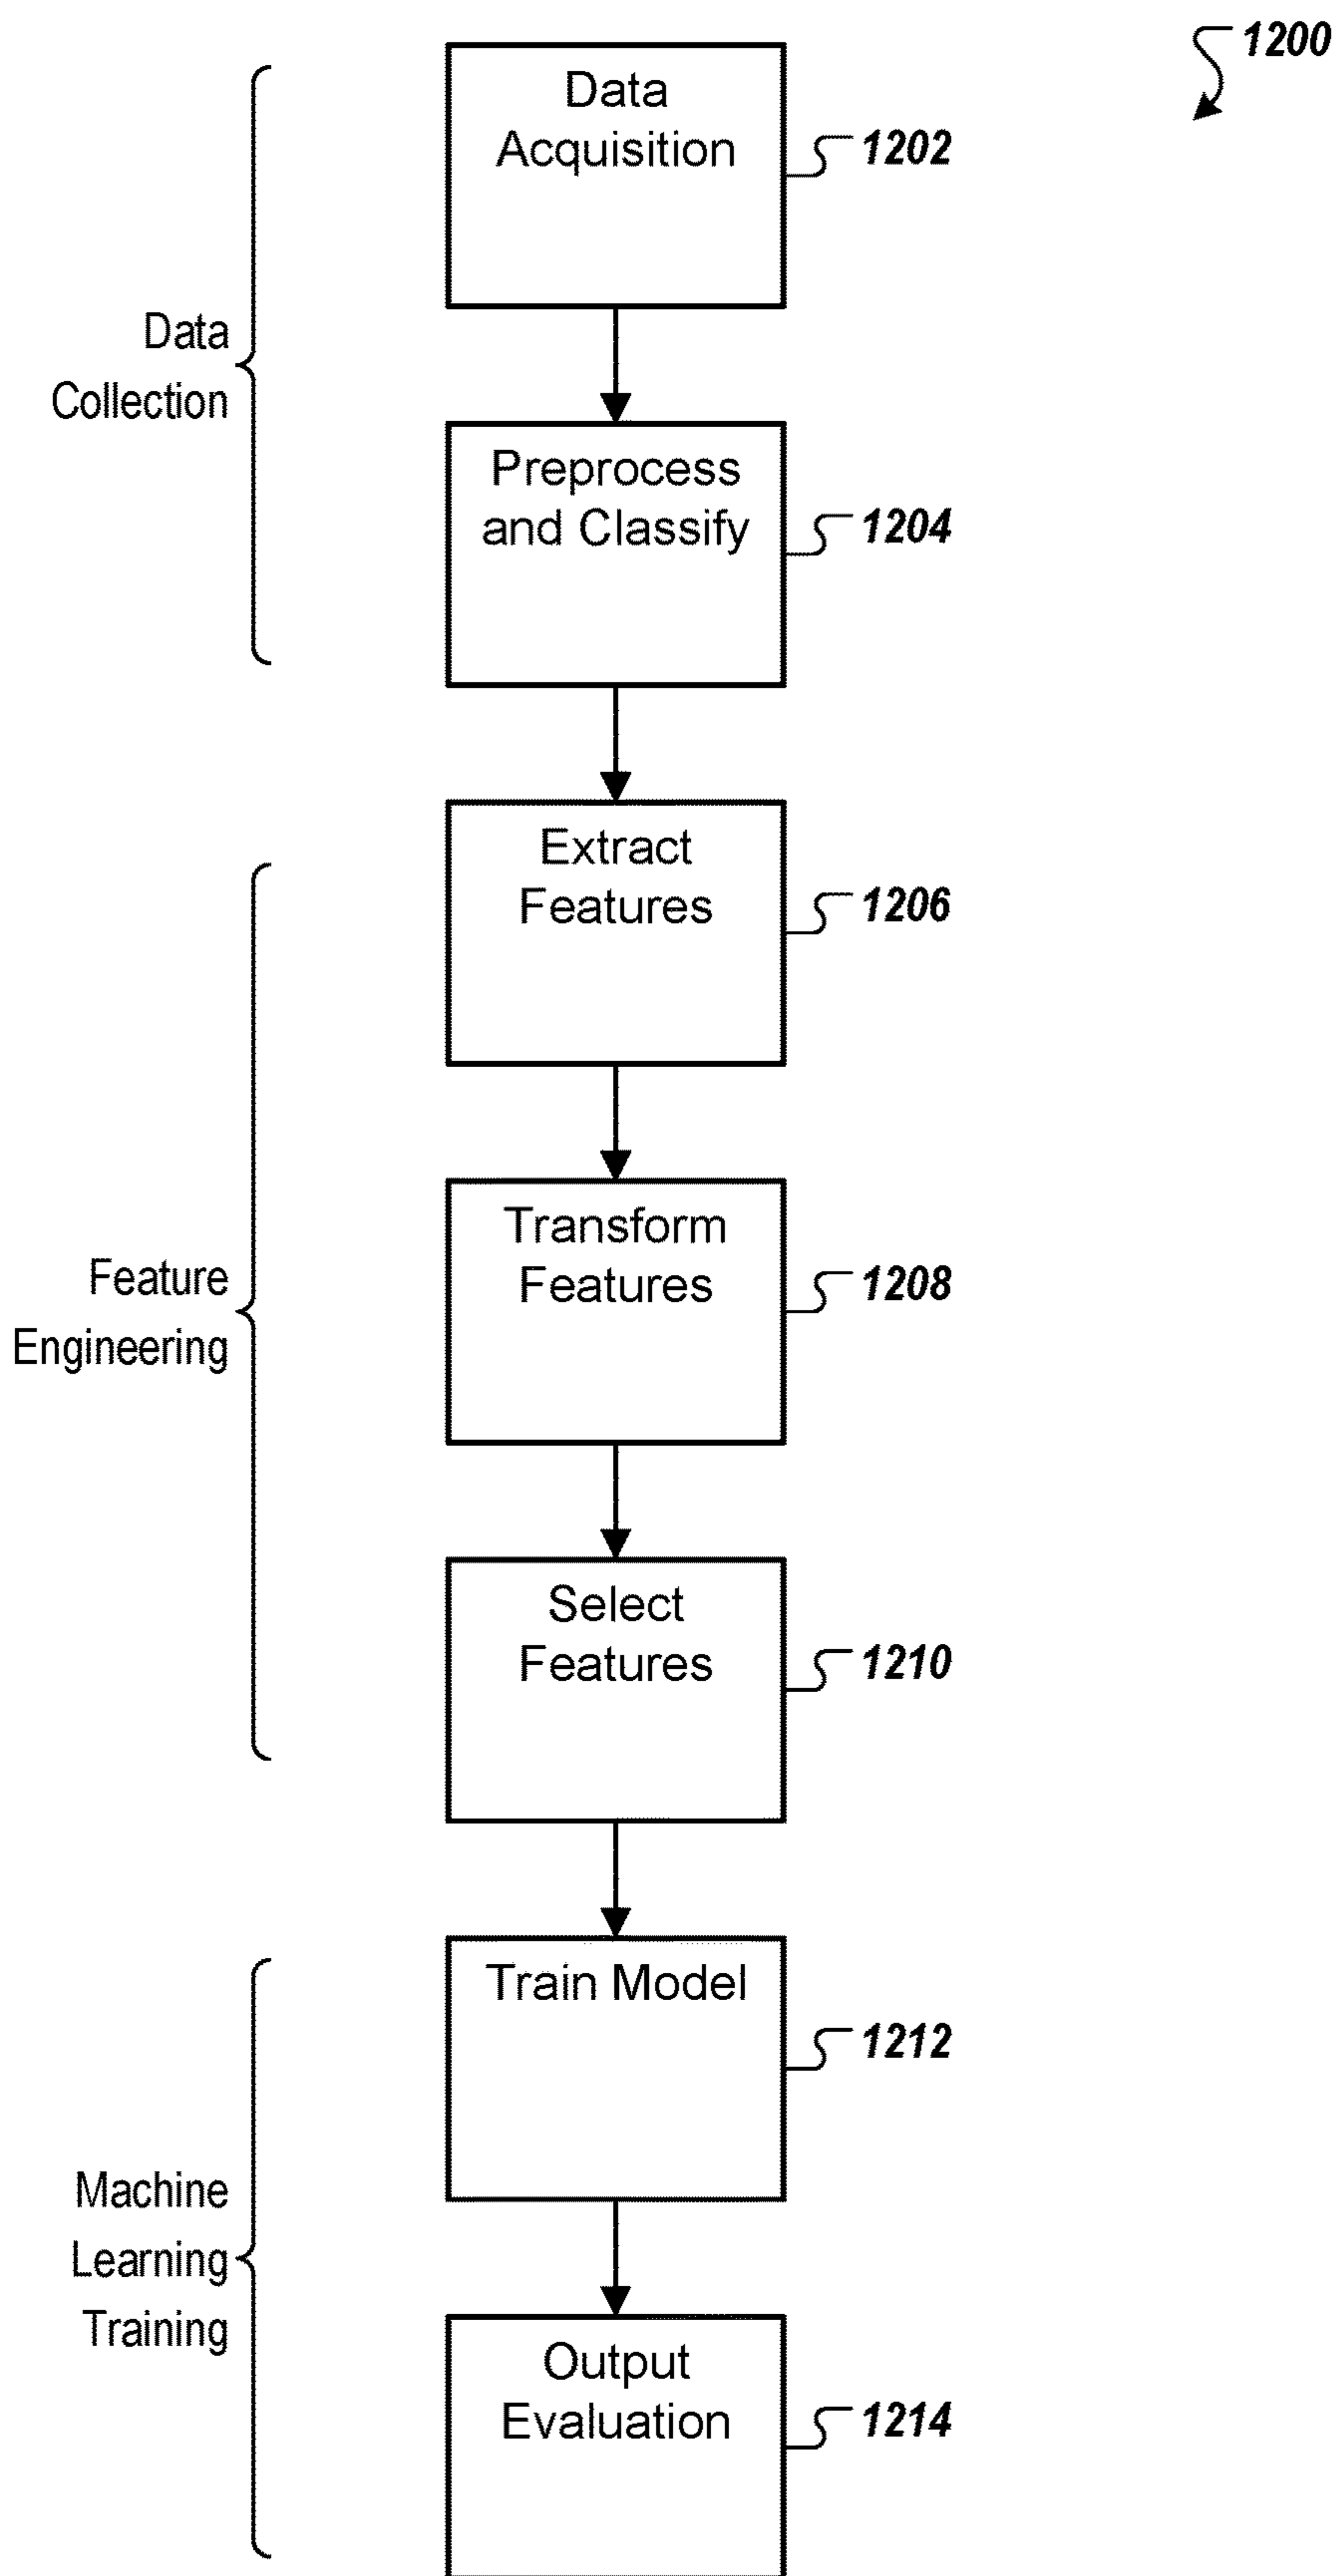 1200
Data
Acquisition
1202
Data
Collection
Preprocess
and Classify
1204
Extract
Features
1206
Transform
Features
1208
Feature
Engineering
Select
Features
1210
Train Model
1212
Machine
Learning
Training
Output
Evaluation
1214